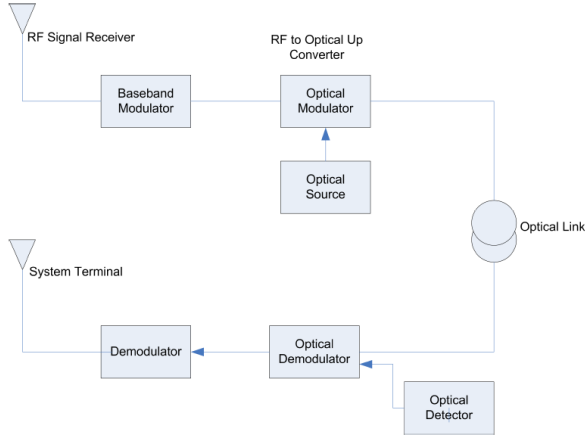 RF Signal Receiver
RF to Optical Up
Converter
Baseband
Modulator
Optical
Modulator
Optical
Source
Optical Link
System Terminal
Demodulator
Optical
Demodulator
Optical
Detector